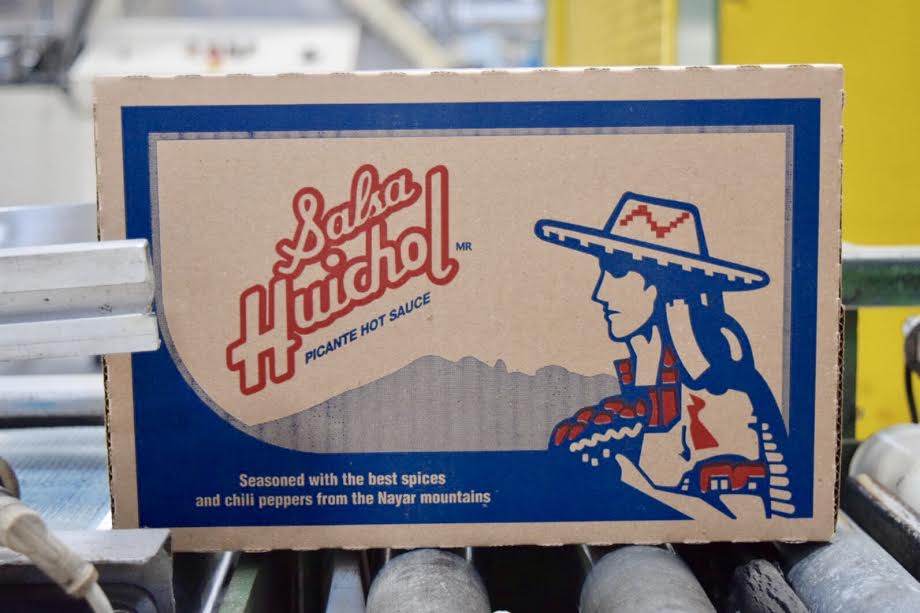 Salsa
Huichol MR
PICANTE HOT SAUCE
Seasoned with the best spices
and chili peppers from the Nayar mountains